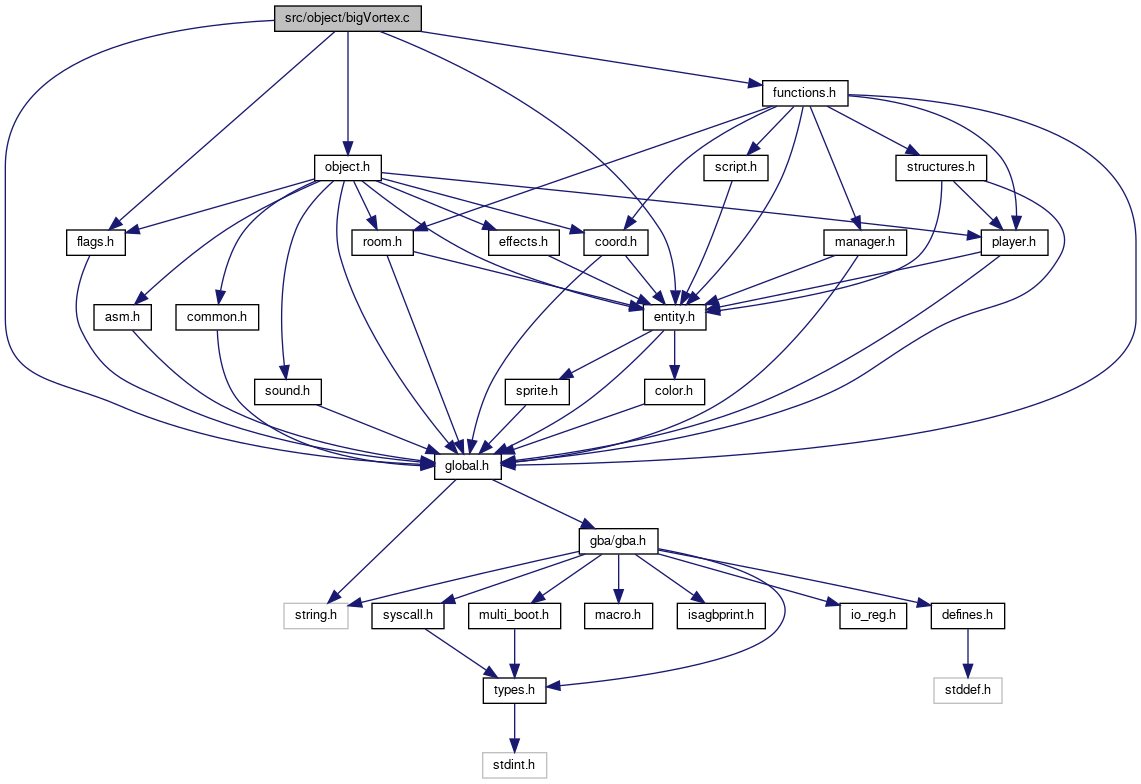 src/object/bigVortex.c
functions.h
object.h
script.h
structures.h
flags.h
room.h
effects.h
coord.h
manager.h
player.h
asm.h
common.h
entity.h
sound.h
sprite.h
color.h
global.h
gba/gba.h
string.h
syscall.h
multi_boot.h
macro.h
isagbprint.h
io_reg.h
defines.h
types.h
stddef.h
stdint.h